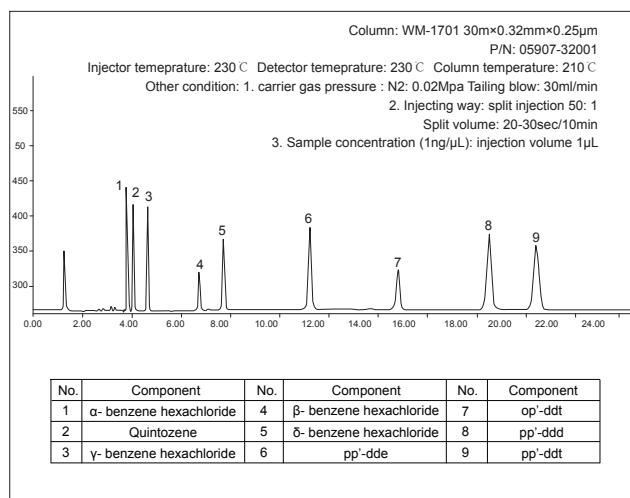 Column: WM-1701 30m×0.32mm×0.25μm
P/N: 05907-32001
Injector temeprature: 230℃ Detector temeprature: 230℃ Column temperature: 210℃
Other condition: 1. carrier gas pressure : N2: 0.02Mpa Tailing blow: 30ml/min
2. Injecting way: split injection 50: 1
Split volume: 20-30sec/10min
3. Sample concentration (1ng/μL): injection volume 1μL
550
500
450
400
350
300
1 2 3 4 5 6 7 8 9
0.00 2.00 4.00 6.00 8.00 10.00 12.00 14.00 16.00 18.00 20.00 22.00 24.00
No. Component No. Component No. Component
1 α- benzene hexachloride 4 β- benzene hexachloride 7 op'-ddt
2 Quintozene 5 δ- benzene hexachloride 8 pp'-ddd
3 γ- benzene hexachloride 6 pp'-dde 9 pp'-ddt